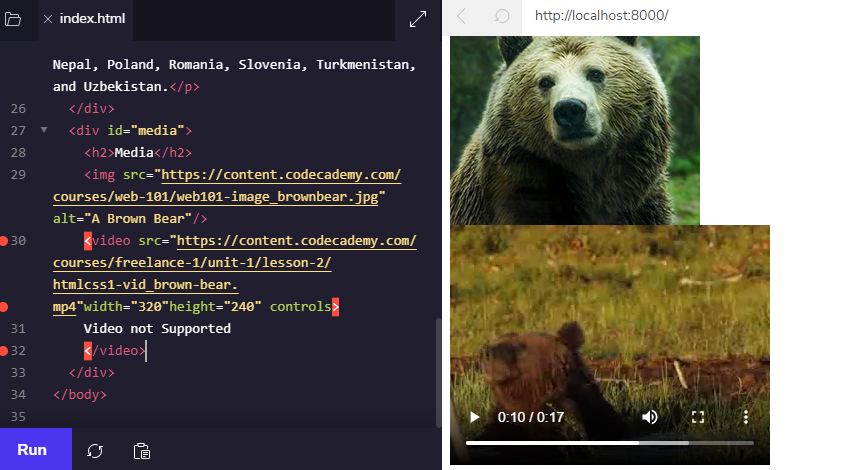 index.html
http://localhost:8000/
Nepal, Poland, Romania, Slovenia, Turkmenistan,
and Uzbekistan.</p>
26 </div>
27 <div id="media">
28 <h2>Media</h2>
29 <img src="https://content.codecademy.com/
courses/web-101/web101-image_brownbear.jpg"
alt="A Brown Bear"/>
30 <video src="https://content.codecademy.com/
courses/freelance-1/unit-1/lesson-2/
htmlcss1-vid_brown-bear.
mp4"width="320"height="240" controls>
31 Video not Supported
32 </video>
33 </div>
34 </body>
35
0:10 / 0:17
Run